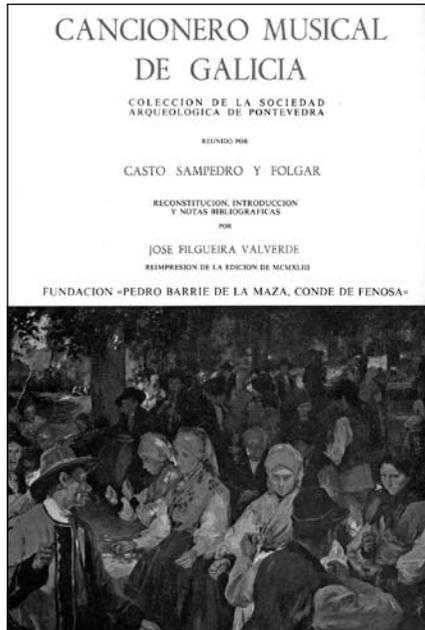 CANCIONERO MUSICAL
DE GALICIA
COLECCION DE LA SOCIEDAD
ARQUEOLOGICA DE PONTEVEDRA
REUNIDO POR
CASTO SAMPEDRO Y FOLGAR
RECONSTITUCION, INTRODUCCION
Y NOTAS BIBLIOGRAFICAS
POR
JOSE FILGUEIRA VALVERDE
REIMPRESION DE LA EDICION DE MCMXLIII
FUNDACION «PEDRO BARRIE DE LA MAZA, CONDE DE FENOSA»